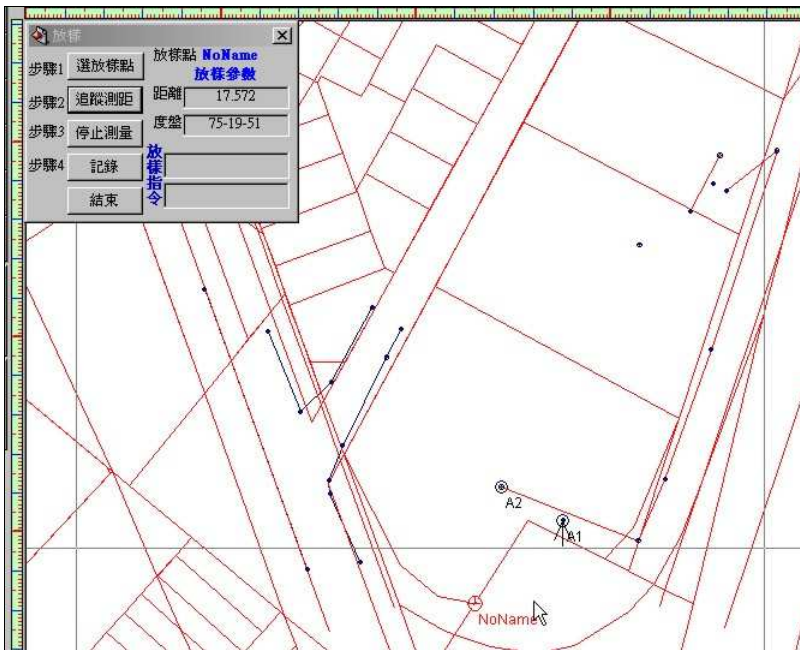 放樣
步驟1 選放樣點 放樣點 NoName
放樣參數
步驟2 追蹤測距 距離 17.572
步驟3 停止測量 度盤 75-19-51
步驟4 記錄 放樣指令
結束
A2
A1
NoName